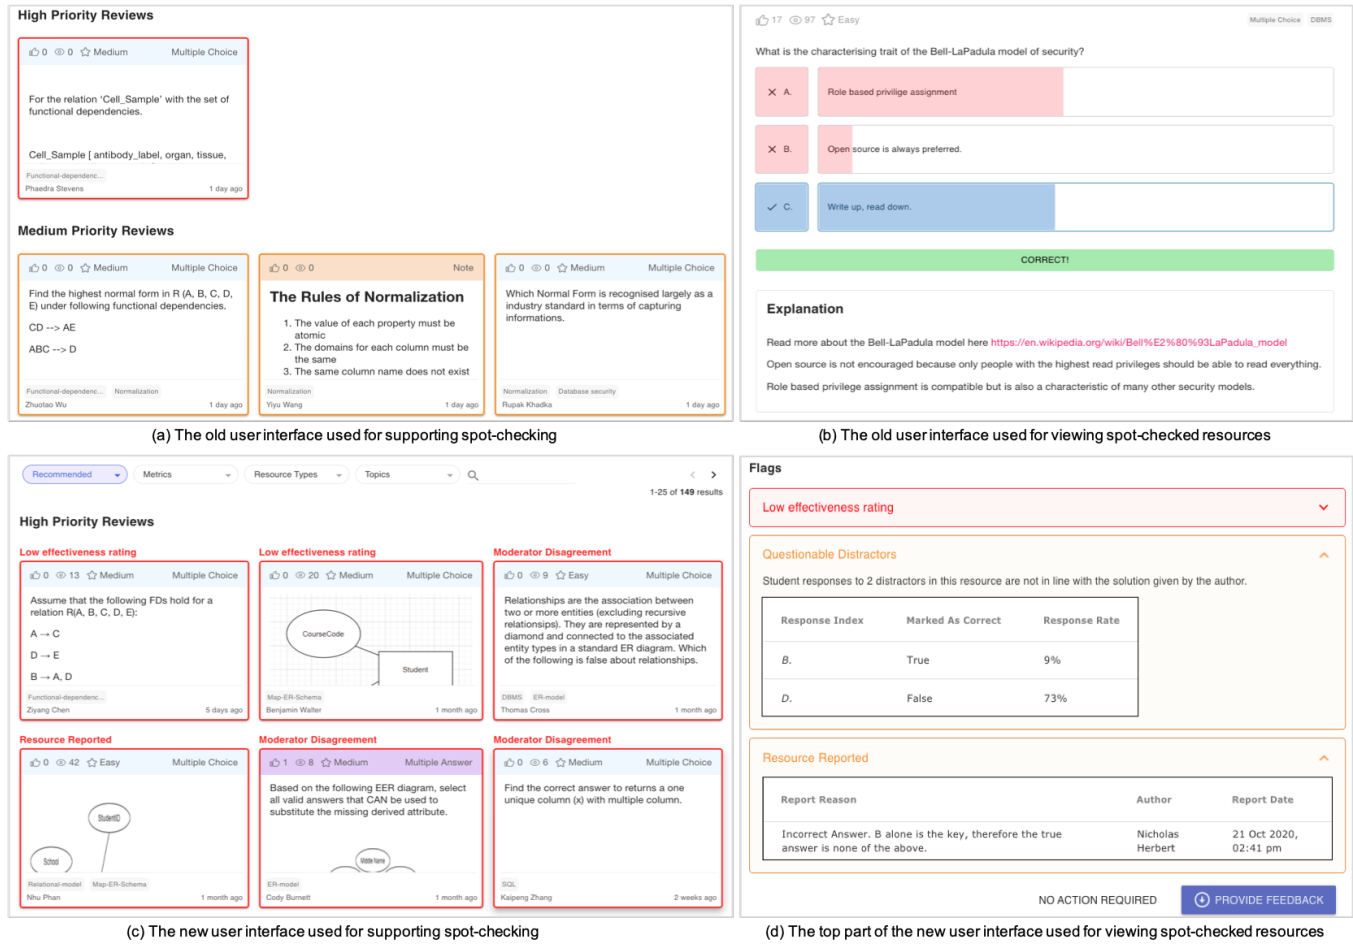 High Priority Reviews
0 0 Medium Multiple Choice
For the relation 'Cell_Sample' with the set of
functional dependencies.
Cell_Sample [ antibody_label, organ, tissue,
Functional-dependenc...
Phaedra Stevens 1 day ago
Medium Priority Reviews
0 0 Medium Multiple Choice
Find the highest normal form in R (A, B, C, D,
E) under following functional dependencies.
CD --> AE
ABC --> D
Functional-dependenc... Normalization
Zhuotao Wu 1 day ago
0 0 Note
The Rules of Normalization
1. The value of each property must be
atomic
2. The domains for each column must be
the same
3. The same column name does not exist
Normalization
Yiyu Wang 1 day ago
0 0 Medium Multiple Choice
Which Normal Form is recognised largely as a
industry standard in terms of capturing
informations.
Normalization Database security
Rupak Khadka 1 day ago
(a) The old user interface used for supporting spot-checking
17 97 Easy Multiple Choice DBMS
What is the characterising trait of the Bell-LaPadula model of security?
A. Role based privilige assignment
B. Open source is always preferred.
C. Write up, read down.
CORRECT!
Explanation
Read more about the Bell-LaPadula model here https://en.wikipedia.org/wiki/Bell%E2%80%93LaPadula_model
Open source is not encouraged because only people with the highest read privileges should be able to read everything.
Role based privilege assignment is compatible but is also a characteristic of many other security models.
(b) The old user interface used for viewing spot-checked resources
Recommended Metrics Resource Types Topics
1-25 of 149 results
High Priority Reviews
Low effectiveness rating
0 13 Medium Multiple Choice
Assume that the following FDs hold for a
relation R(A, B, C, D, E):
A → C
D → E
B → A, D
Functional-dependenc...
Ziyang Chen 5 days ago
Low effectiveness rating
0 20 Medium Multiple Choice
CourseCode
Student
Map-ER-Schema
Benjamin Walter 1 month ago
Moderator Disagreement
0 9 Easy Multiple Choice
Relationships are the association between
two or more entities (excluding recursive
relationsips). They are represented by a
diamond and connected to the associated
entity types in a standard ER diagram. Which
of the following is false about relationships.
DBMS ER-model
Thomas Cross 1 month ago
Resource Reported
0 42 Easy Multiple Choice
StudentID
School
Relational-model Map-ER-Schema
Nhu Phan 1 month ago
Moderator Disagreement
1 8 Medium Multiple Answer
Based on the following EER diagram, select
all valid answers that CAN be used to
substitute the missing derived attribute.
Middle Name
ER-model
Cody Burnett 1 month ago
Moderator Disagreement
0 6 Medium Multiple Choice
Find the correct answer to returns a one
unique column (x) with multiple column.
SQL
Kaipeng Zhang 2 weeks ago
(c) The new user interface used for supporting spot-checking
Flags
Low effectiveness rating
Questionable Distractors
Student responses to 2 distractors in this resource are not in line with the solution given by the author.
Response Index Marked As Correct Response Rate
B. True 9%
D. False 73%
Resource Reported
Report Reason Author Report Date
Incorrect Answer. B alone is the key, therefore the true Nicholas 21 Oct 2020,
answer is none of the above. Herbert 02:41 pm
NO ACTION REQUIRED PROVIDE FEEDBACK
(d) The top part of the new user interface used for viewing spot-checked resources